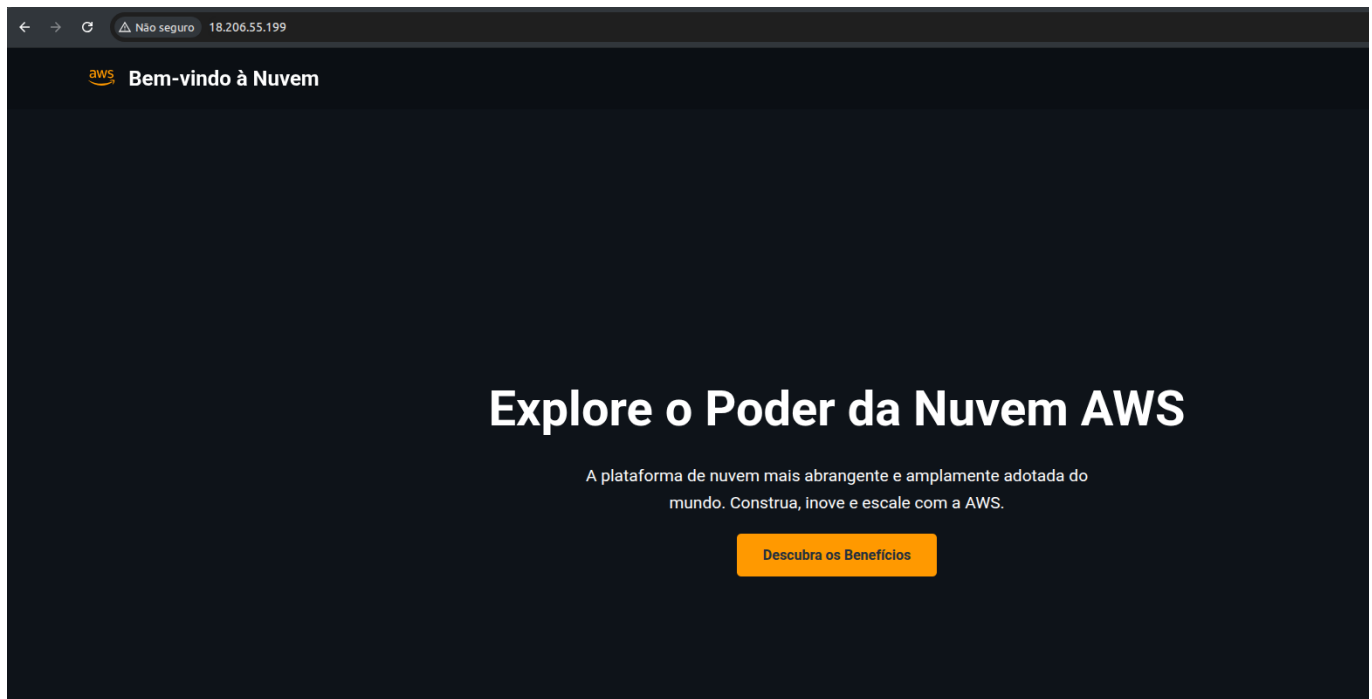 Não seguro 18.206.55.199
aws Bem-vindo à Nuvem
Explore o Poder da Nuvem AWS
A plataforma de nuvem mais abrangente e amplamente adotada do
mundo. Construa, inove e escale com a AWS.
Descubra os Benefícios